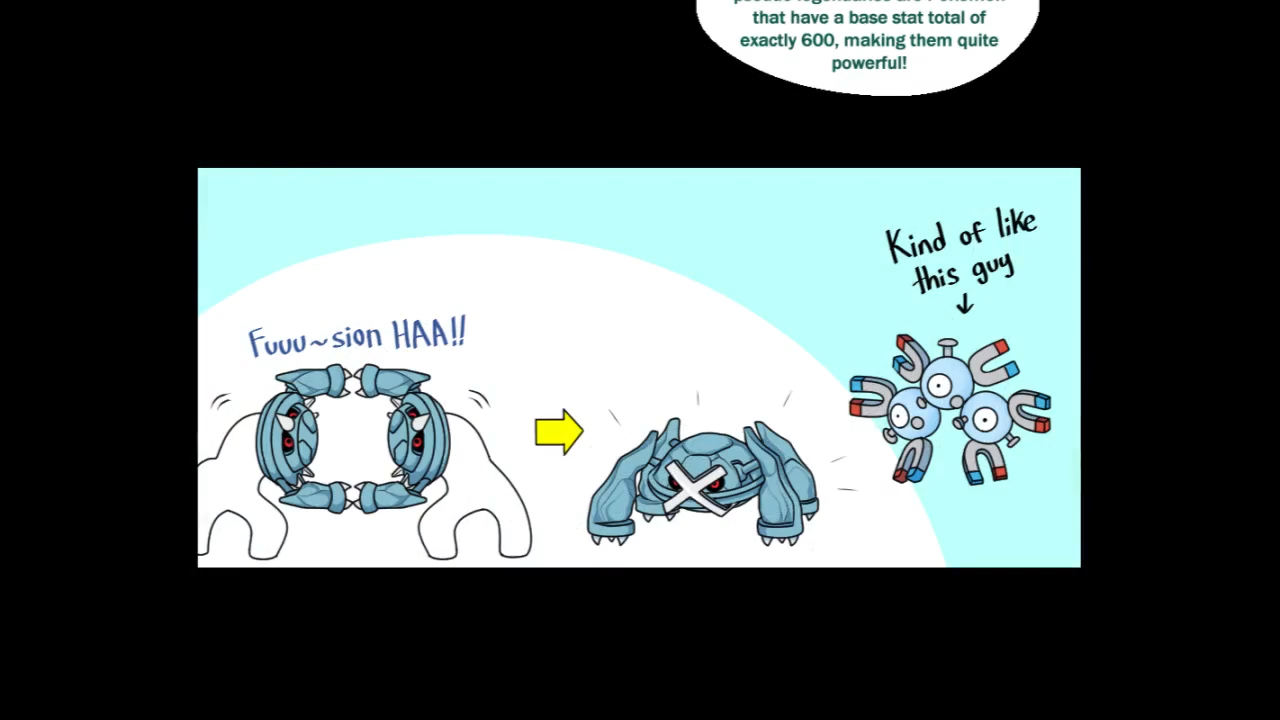 that have a base stat total of
exactly 600, making them quite
powerful!
Kind of like
this guy
Fuuu~sion HAA!!